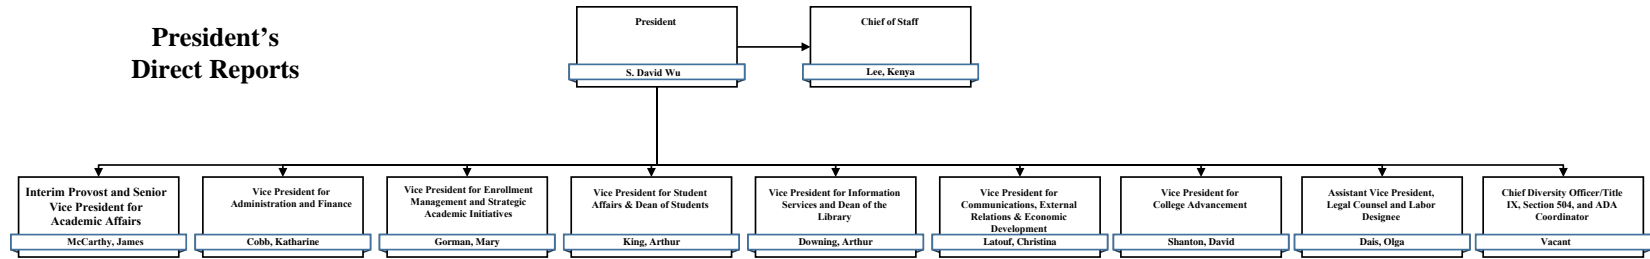 President’s
Direct Reports
President
S. David Wu
Chief of Staff
Lee, Kenya
Interim Provost and Senior
Vice President for
Academic Affairs
McCarthy, James
Vice President for
Administration and Finance
Cobb, Katharine
Vice President for Enrollment
Management and Strategic
Academic Initiatives
Gorman, Mary
Vice President for Student
Affairs & Dean of Students
King, Arthur
Vice President for Information
Services and Dean of the
Library
Downing, Arthur
Vice President for
Communications, External
Relations & Economic
Development
Latouf, Christina
Vice President for
College Advancement
Shanton, David
Assistant Vice President,
Legal Counsel and Labor
Designee
Dais, Olga
Chief Diversity Officer/Title
IX, Section 504, and ADA
Coordinator
Vacant